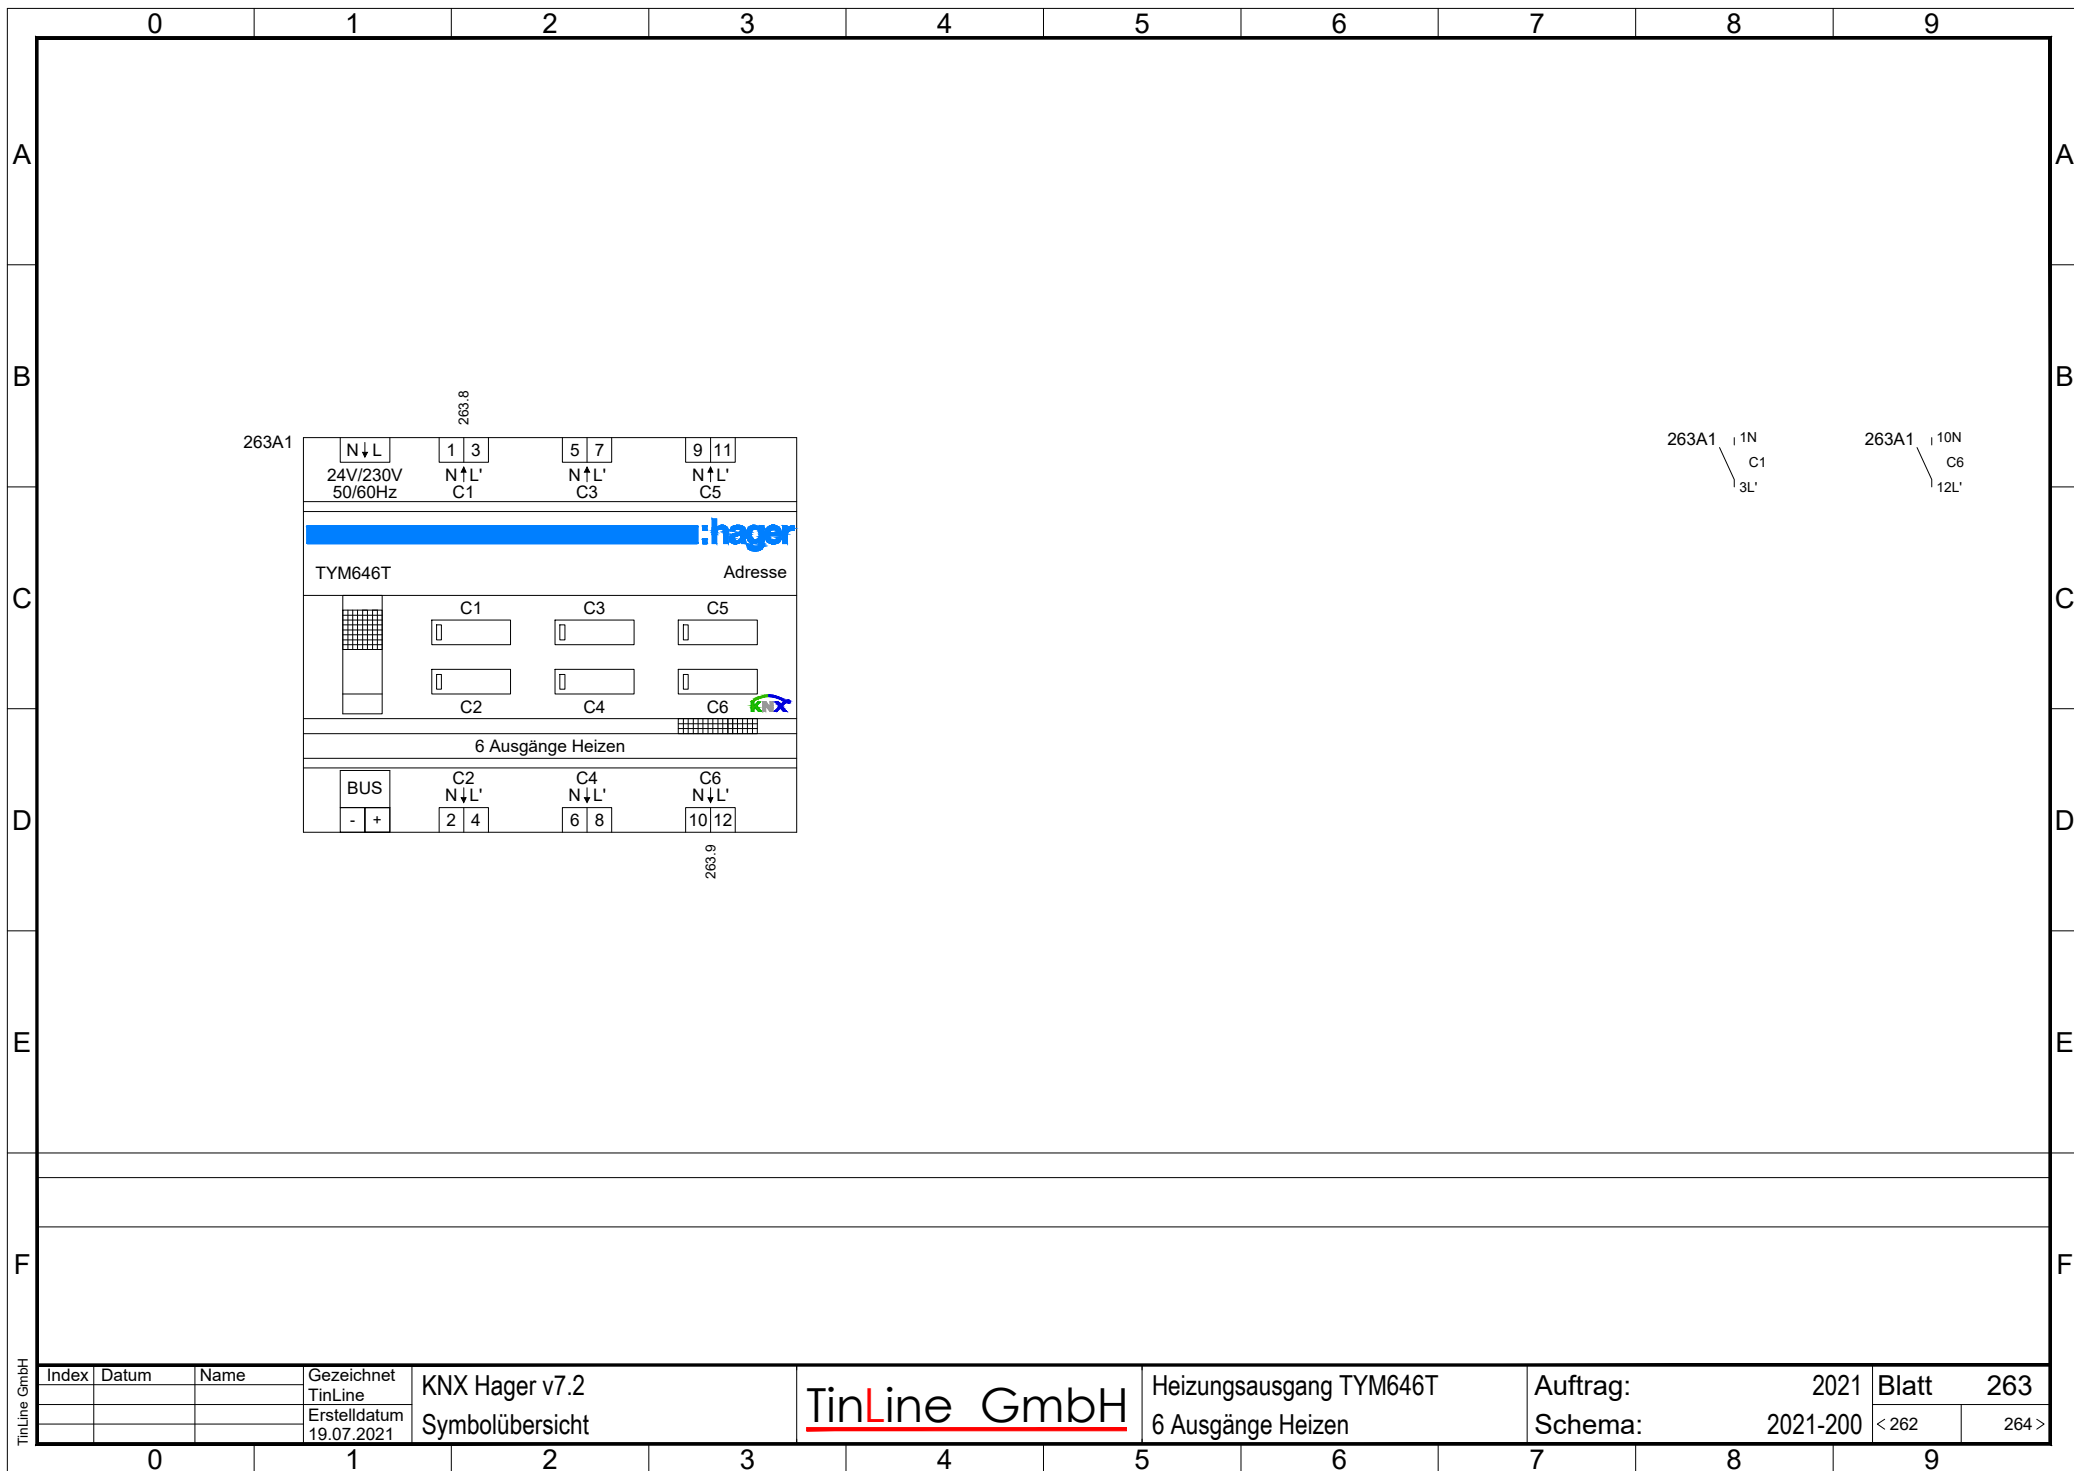 0 1 2 3 4 5 6 7 8 9
A A
B B
263.8
263A1
N↓L 1 3 5 7 9 11
24V/230V N↑L' N↑L' N↑L'
50/60Hz C1 C3 C5
263A1 1N
C1
3L'
263A1 10N
C6
12L'
:hager
TYM646T Adresse
C C
C1 C3 C5
C2 C4 C6 KNX
6 Ausgänge Heizen
BUS C2 C4 C6
N↓L' N↓L' N↓L'
D D
- + 2 4 6 8 10 12
263.9
E E
F F
TinLine GmbH
Index Datum Name
Gezeichnet
TinLine
Erstelldatum
19.07.2021
KNX Hager v7.2
Symbolübersicht
TinLine GmbH
Heizungsausgang TYM646T
6 Ausgänge Heizen
Auftrag: 2021
Schema: 2021-200
Blatt 263
< 262 264 >
0 1 2 3 4 5 6 7 8 9